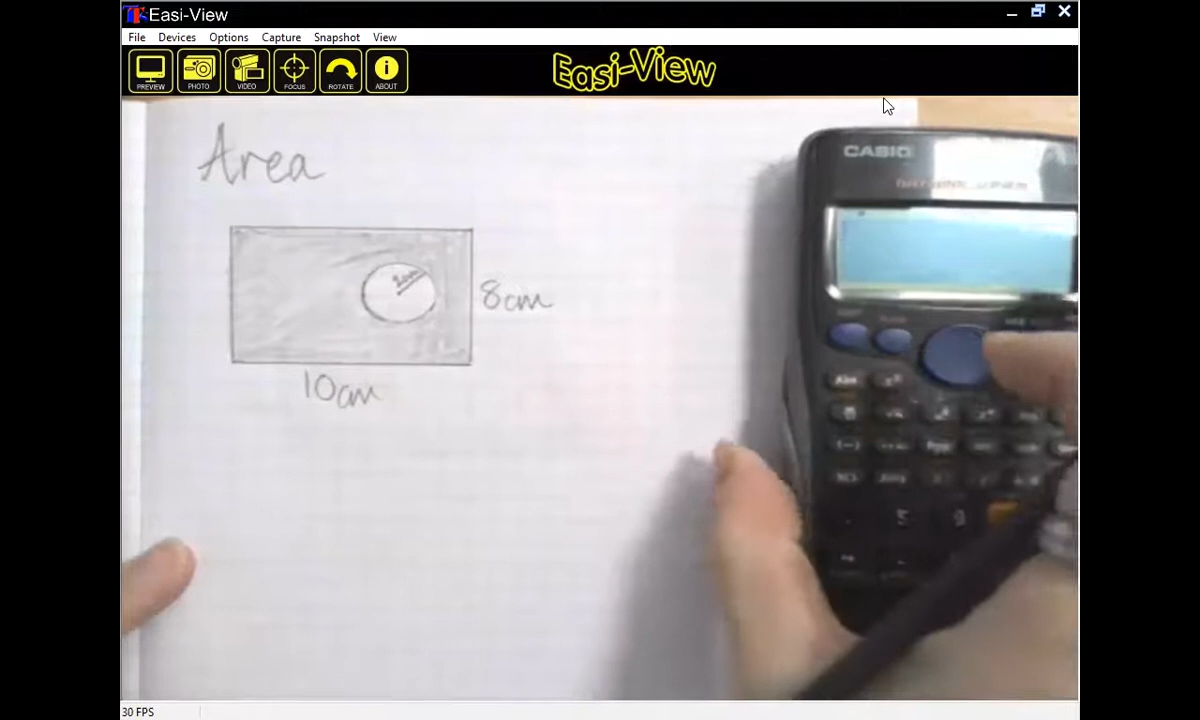 Easi-View
File Devices Options Capture Snapshot View
PREVIEW PHOTO VIDEO FOCUS ROTATE ABOUT
Easi-View
Area
CASIO
2cm
8cm
10cm
30 FPS